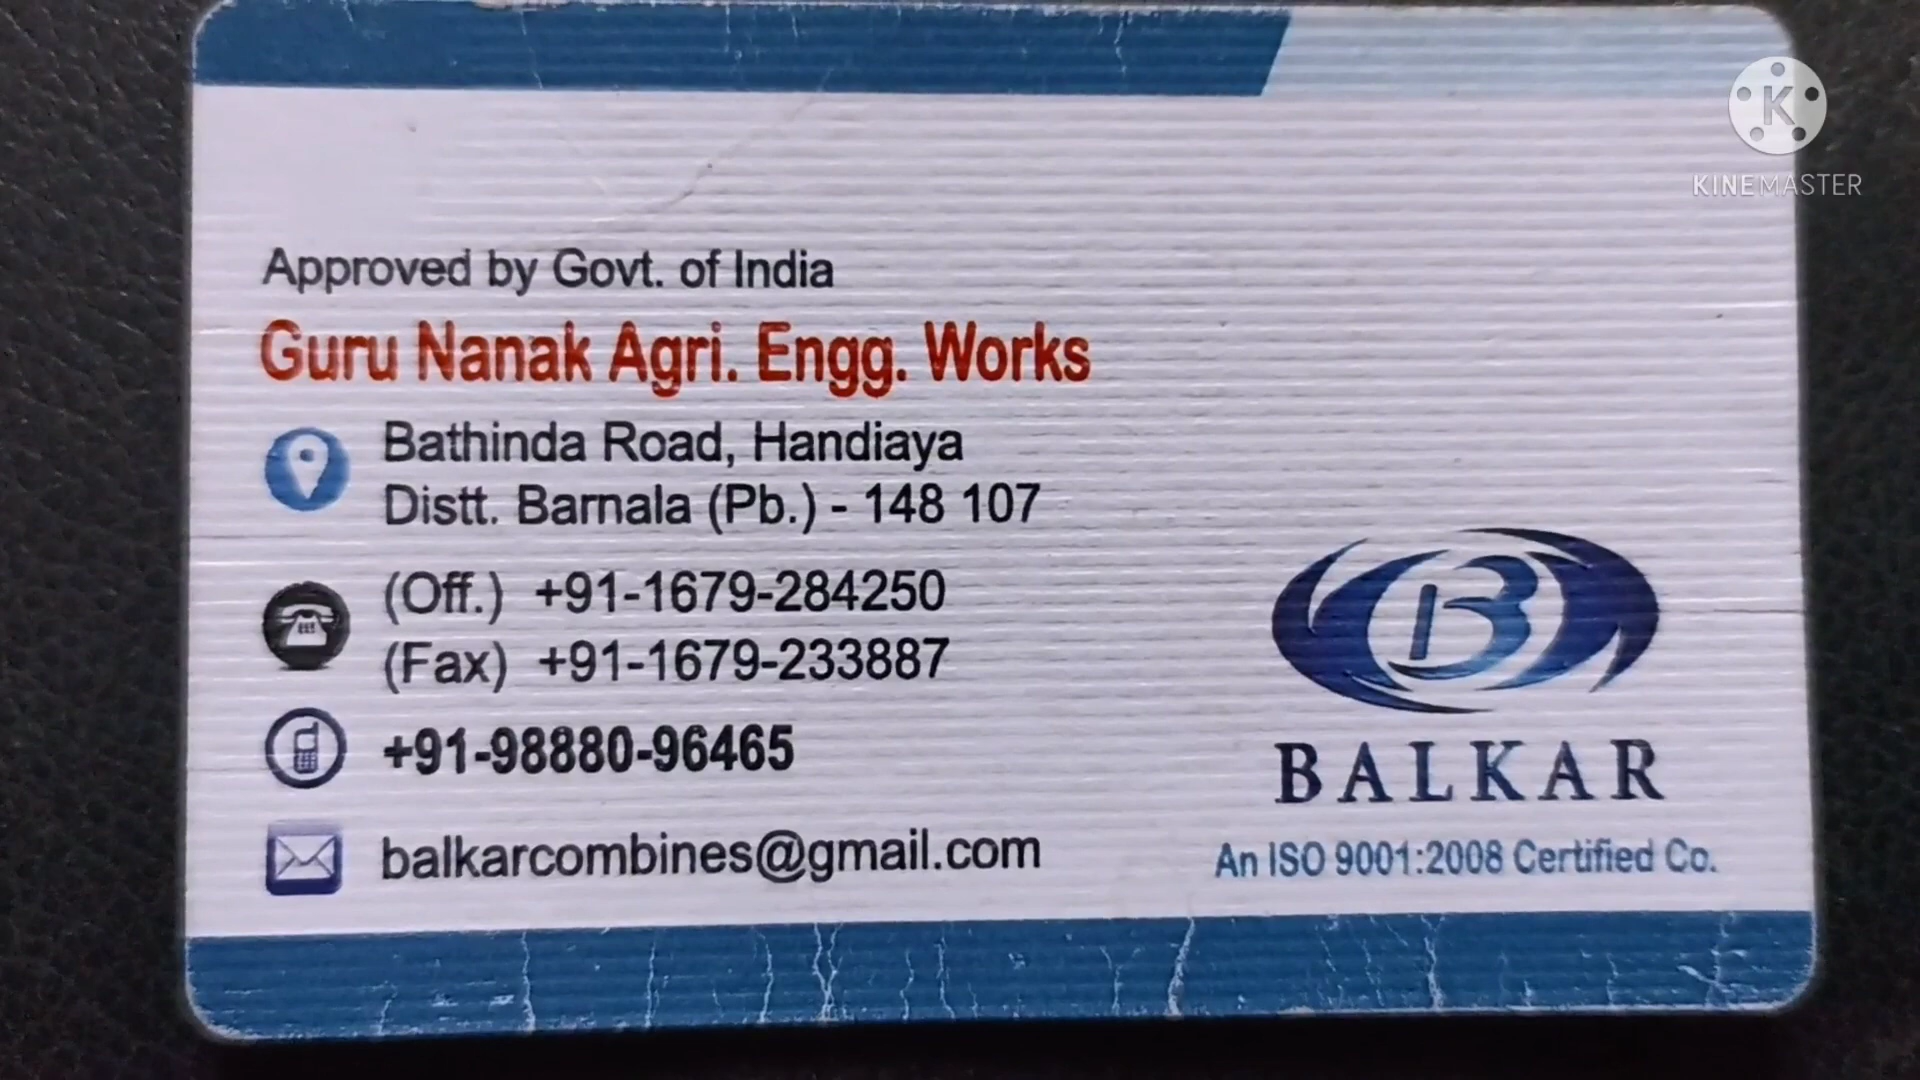 Approved by Govt. of India
Guru Nanak Agri. Engg. Works
Bathinda Road, Handiaya
Distt. Barnala (Pb.) - 148 107
(Off.) +91-1679-284250
(Fax) +91-1679-233887
+91-98880-96465
balkarcombines@gmail.com
B
BALKAR
An ISO 9001:2008 Certified Co.
K
KINEMASTER